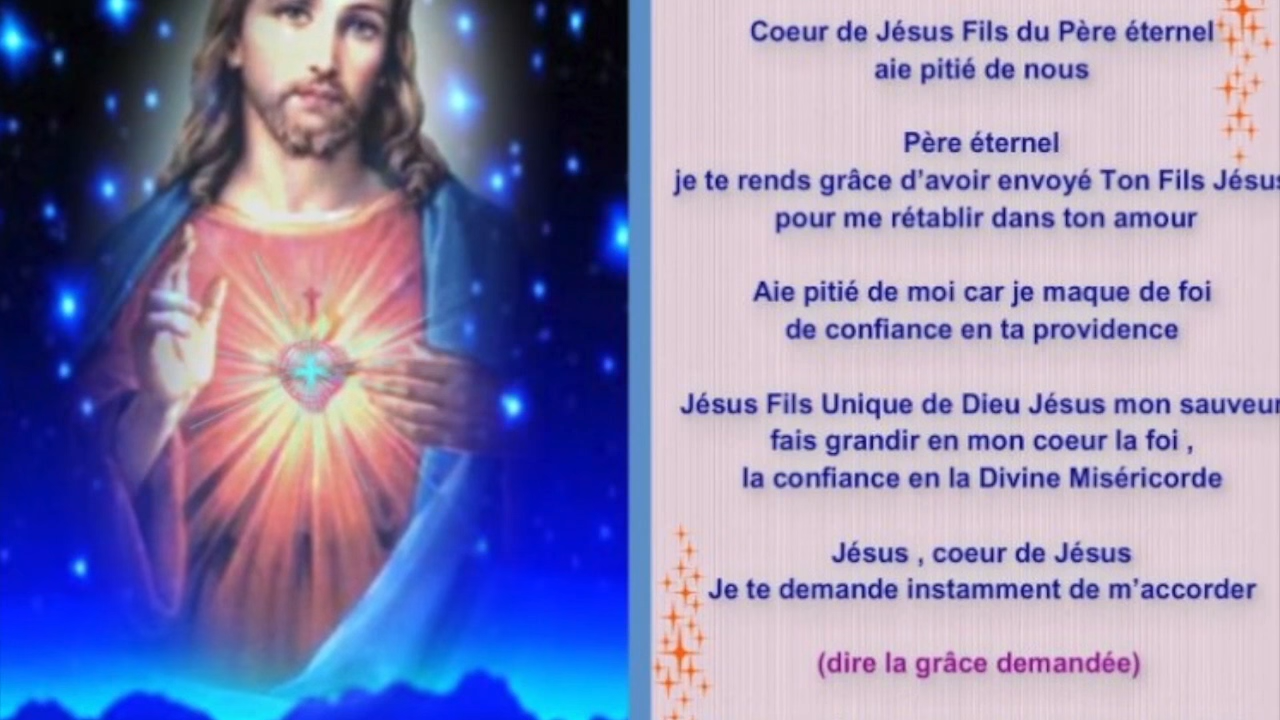 Coeur de Jésus Fils du Père éternel
aie pitié de nous
Père éternel
je te rends grâce d'avoir envoyé Ton Fils Jésus
pour me rétablir dans ton amour
Aie pitié de moi car je maque de foi
de confiance en ta providence
Jésus Fils Unique de Dieu Jésus mon sauveur
fais grandir en mon coeur la foi ,
la confiance en la Divine Miséricorde
Jésus , coeur de Jésus
Je te demande instamment de m'accorder
(dire la grâce demandée)